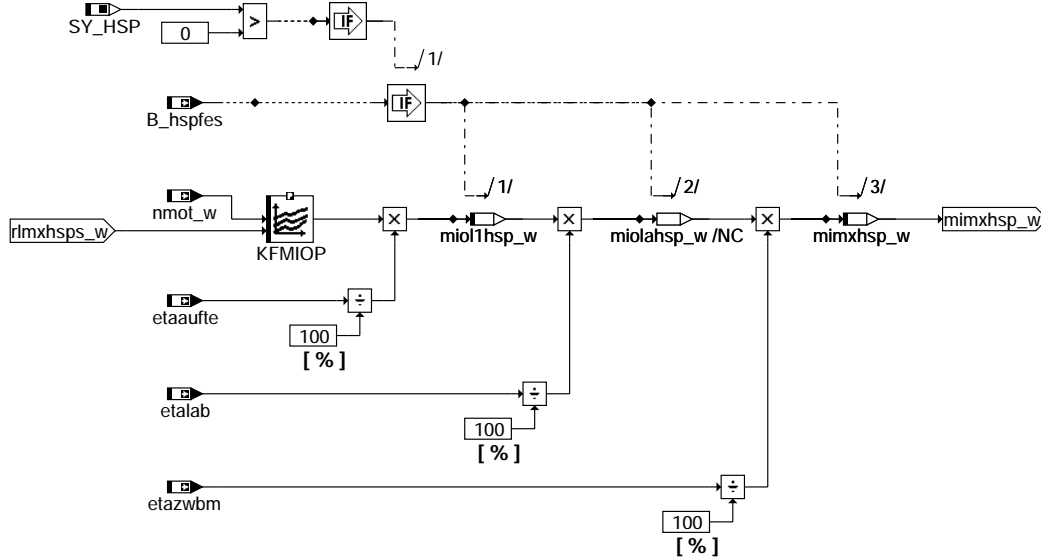 SY_HSP
0
>
IF
/1/
B_hspfes
IF
/1/
/2/
/3/
nmot_w
rlmxhsps_w
KFMIOP
miol1hsp_w
miolahsp_w /NC
mimxhsp_w
mimxhsp_w
etaaufte
100
[ % ]
etalab
100
[ % ]
etazwbm
100
[ % ]